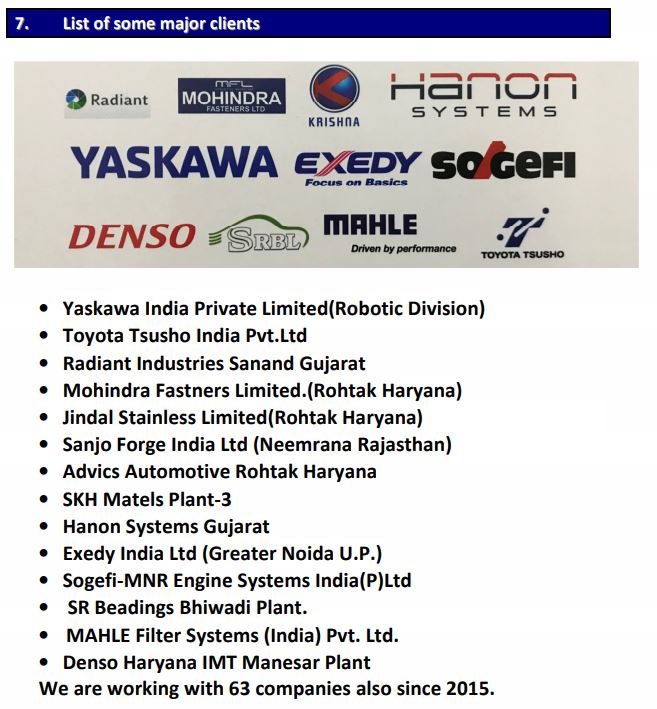 7. List of some major clients
Radiant
MFL
MOHINDRA
FASTENERS LTD
KRISHNA
Hanon
SYSTEMS
YASKAWA
EXEDY
Focus on Basics
SOGEFI
DENSO
SRBL
MAHLE
Driven by performance
TOYOTA TSUSHO
• Yaskawa India Private Limited(Robotic Division)
• Toyota Tsusho India Pvt.Ltd
• Radiant Industries Sanand Gujarat
• Mohindra Fastners Limited.(Rohtak Haryana)
• Jindal Stainless Limited(Rohtak Haryana)
• Sanjo Forge India Ltd (Neemrana Rajasthan)
• Advics Automotive Rohtak Haryana
• SKH Matels Plant-3
• Hanon Systems Gujarat
• Exedy India Ltd (Greater Noida U.P.)
• Sogefi-MNR Engine Systems India(P)Ltd
• SR Beadings Bhiwadi Plant.
• MAHLE Filter Systems (India) Pvt. Ltd.
• Denso Haryana IMT Manesar Plant
We are working with 63 companies also since 2015.